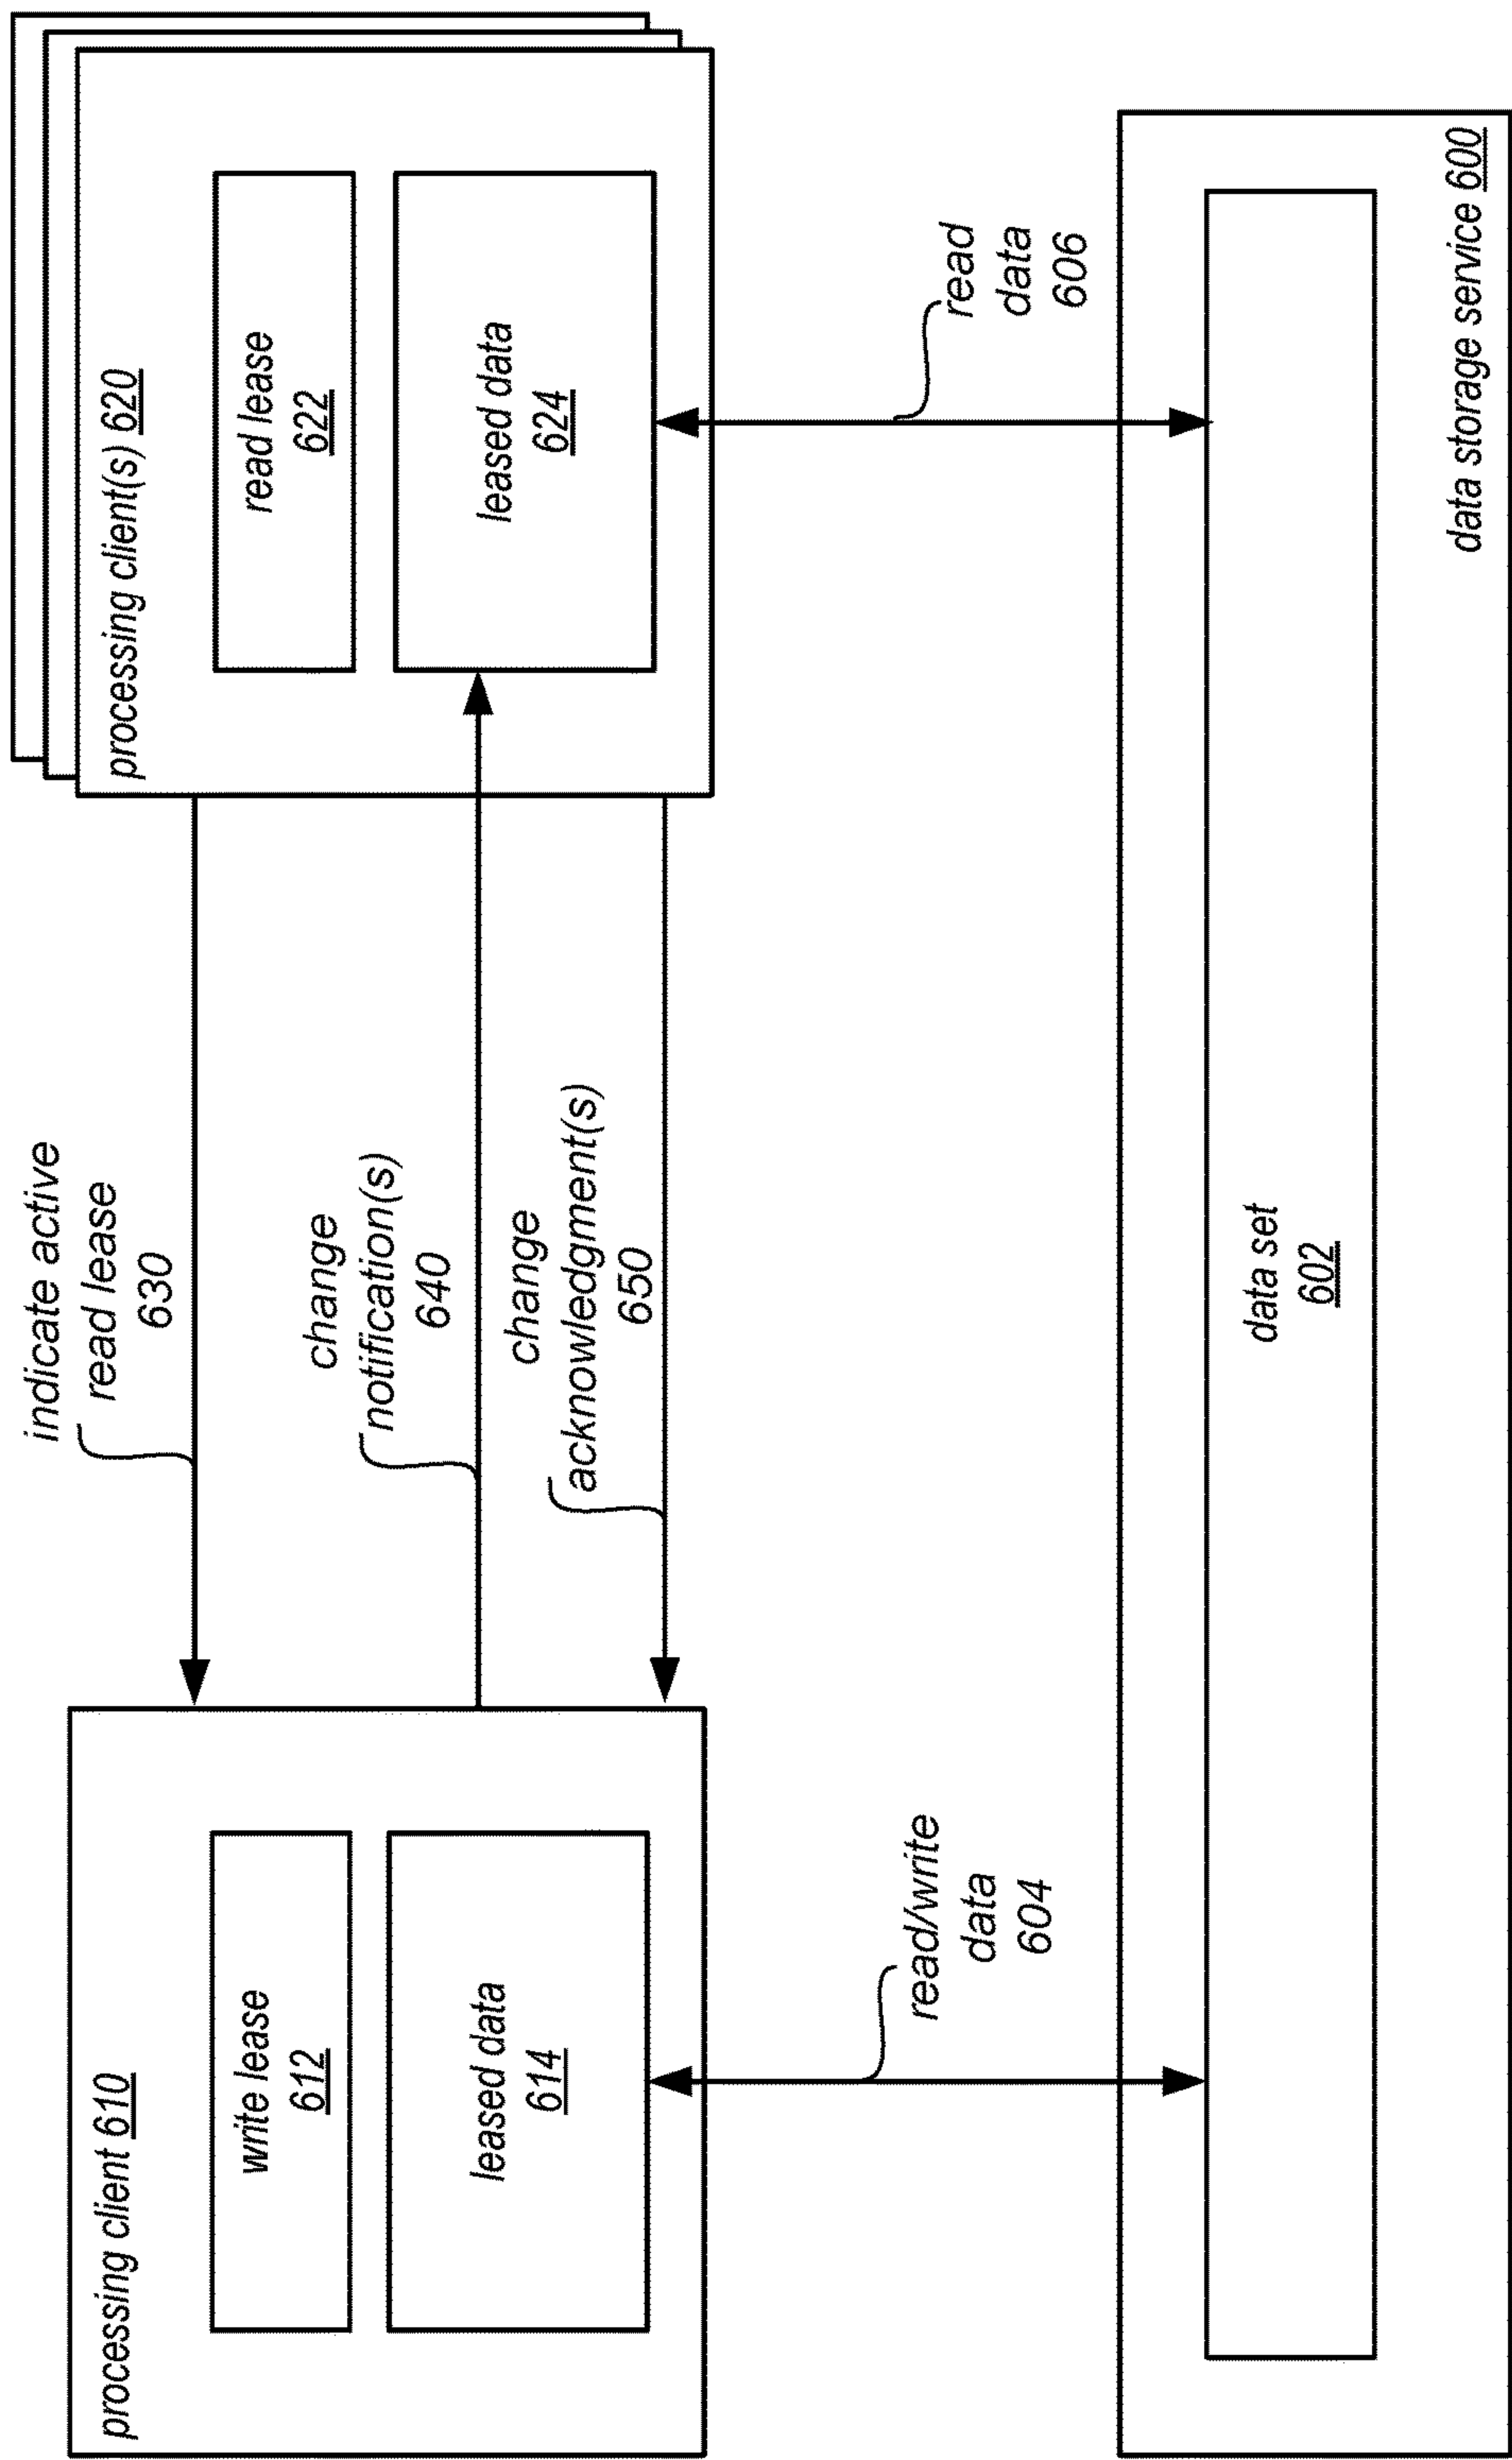 processing client 610
write lease
612
leased data
614
indicate active
read lease
630
change
notification(s)
640
change
acknowledgment(s)
650
processing client(s) 620
read lease
622
leased data
624
read/write
data
604
read
data
606
data set
602
data storage service 600